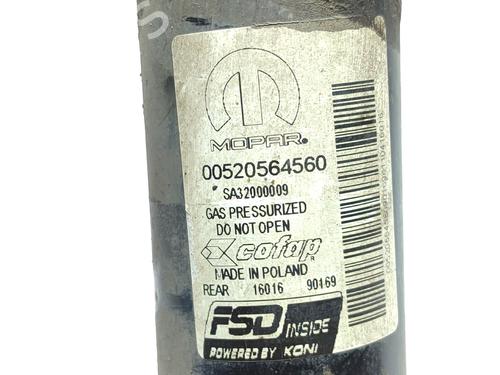 MOPAR®
00520564560
SA32000009
GAS PRESSURIZED
DO NOT OPEN
cofap®
MADE IN POLAND
REAR 16016 90169
FSD INSIDE
POWERED BY KONI